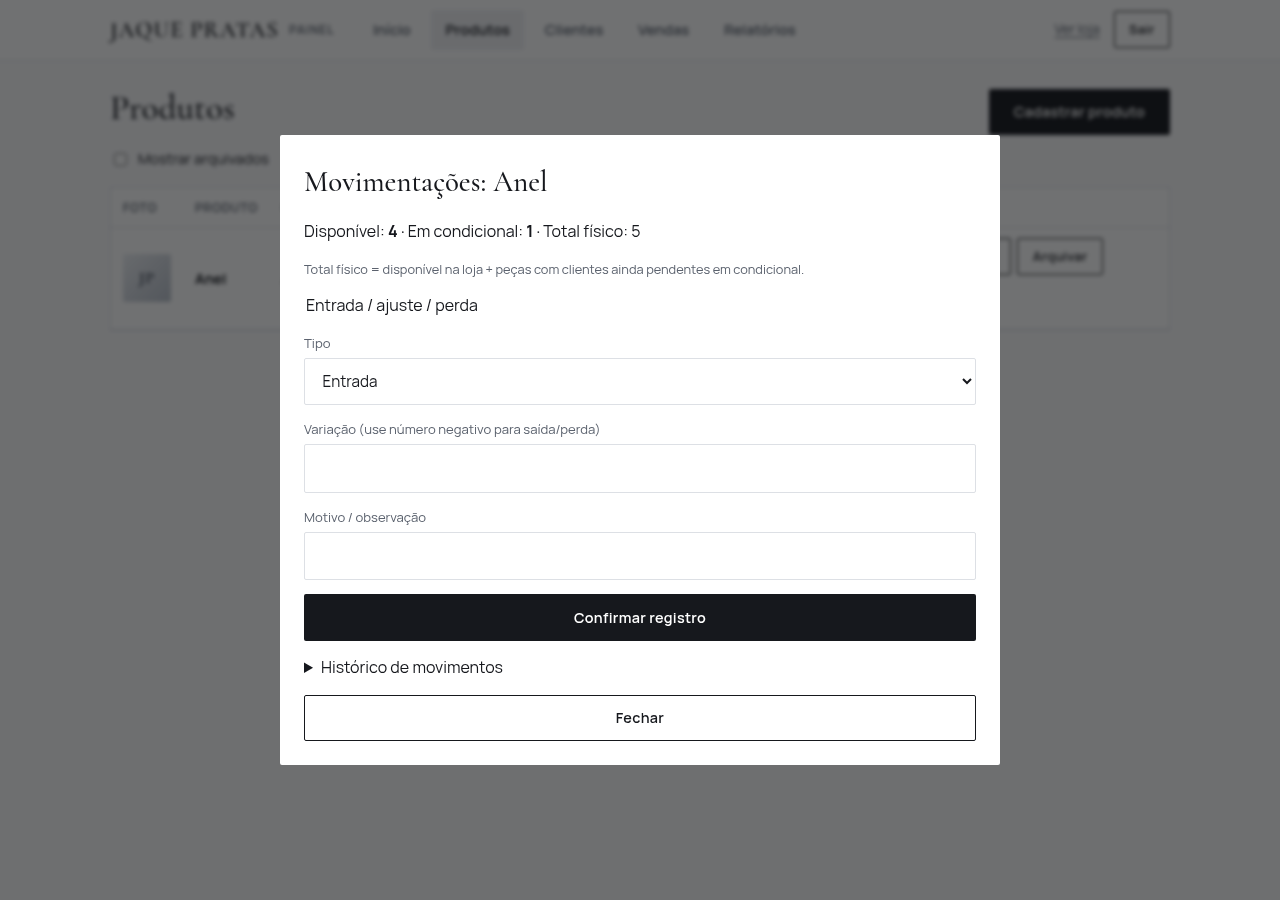 JAQUE PRATAS PAINEL Início Produtos Clientes Vendas Relatórios Ver loja Sair
Produtos
Cadastrar produto
Mostrar arquivados
FOTO PRODUTO
JP Anel
Arquivar
Movimentações: Anel
Disponível: 4 · Em condicional: 1 · Total físico: 5
Total físico = disponível na loja + peças com clientes ainda pendentes em condicional.
Entrada / ajuste / perda
Tipo
Entrada
Variação (use número negativo para saída/perda)
Motivo / observação
Confirmar registro
Histórico de movimentos
Fechar